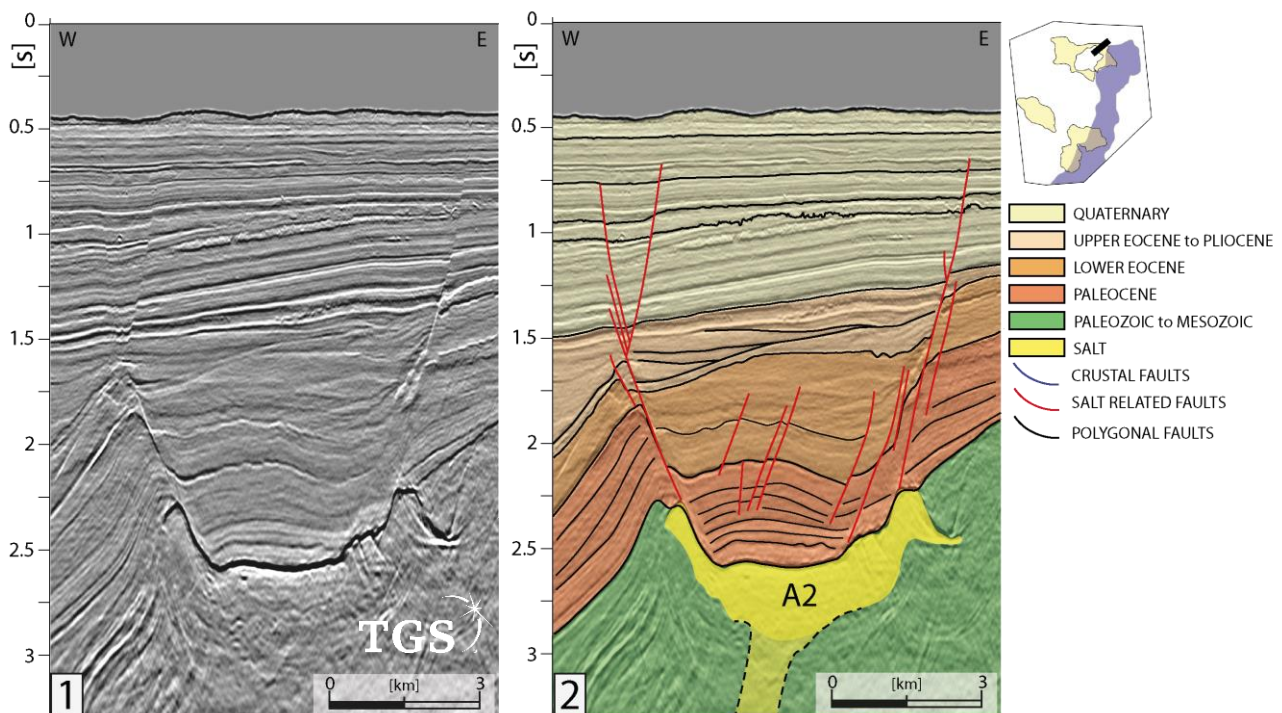 0
[S]
W
E
0.5
1
1.5
2
2.5
3
TGS
1
0
[km]
3
0
[S]
W
E
0.5
1
1.5
2
2.5
3
A2
2
0
[km]
3
QUATERNARY
UPPER EOCENE to PLIOCENE
LOWER EOCENE
PALEOCENE
PALEOZOIC to MESOZOIC
SALT
CRUSTAL FAULTS
SALT RELATED FAULTS
POLYGONAL FAULTS